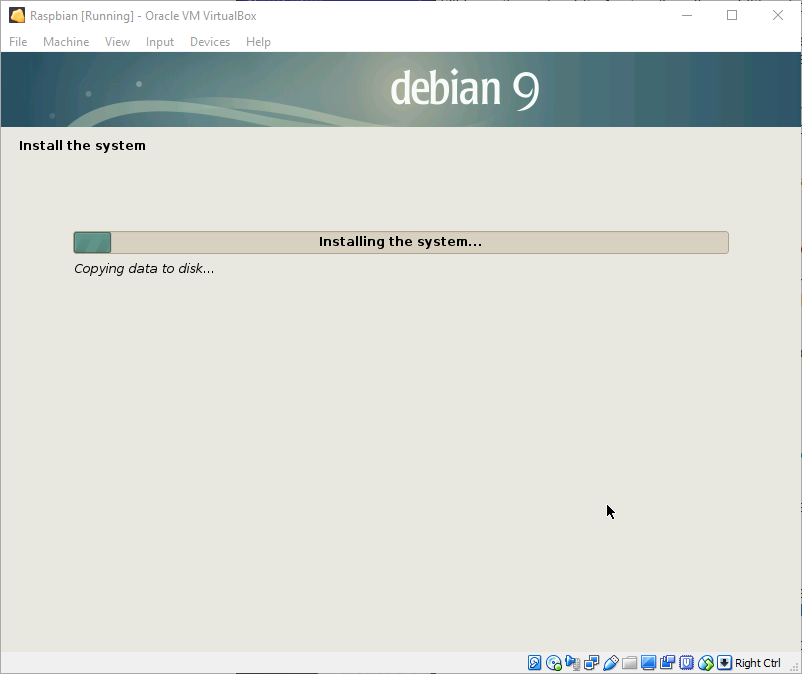 Raspbian [Running] - Oracle VM VirtualBox
File Machine View Input Devices Help
debian 9
Install the system
Installing the system...
Copying data to disk...
Right Ctrl